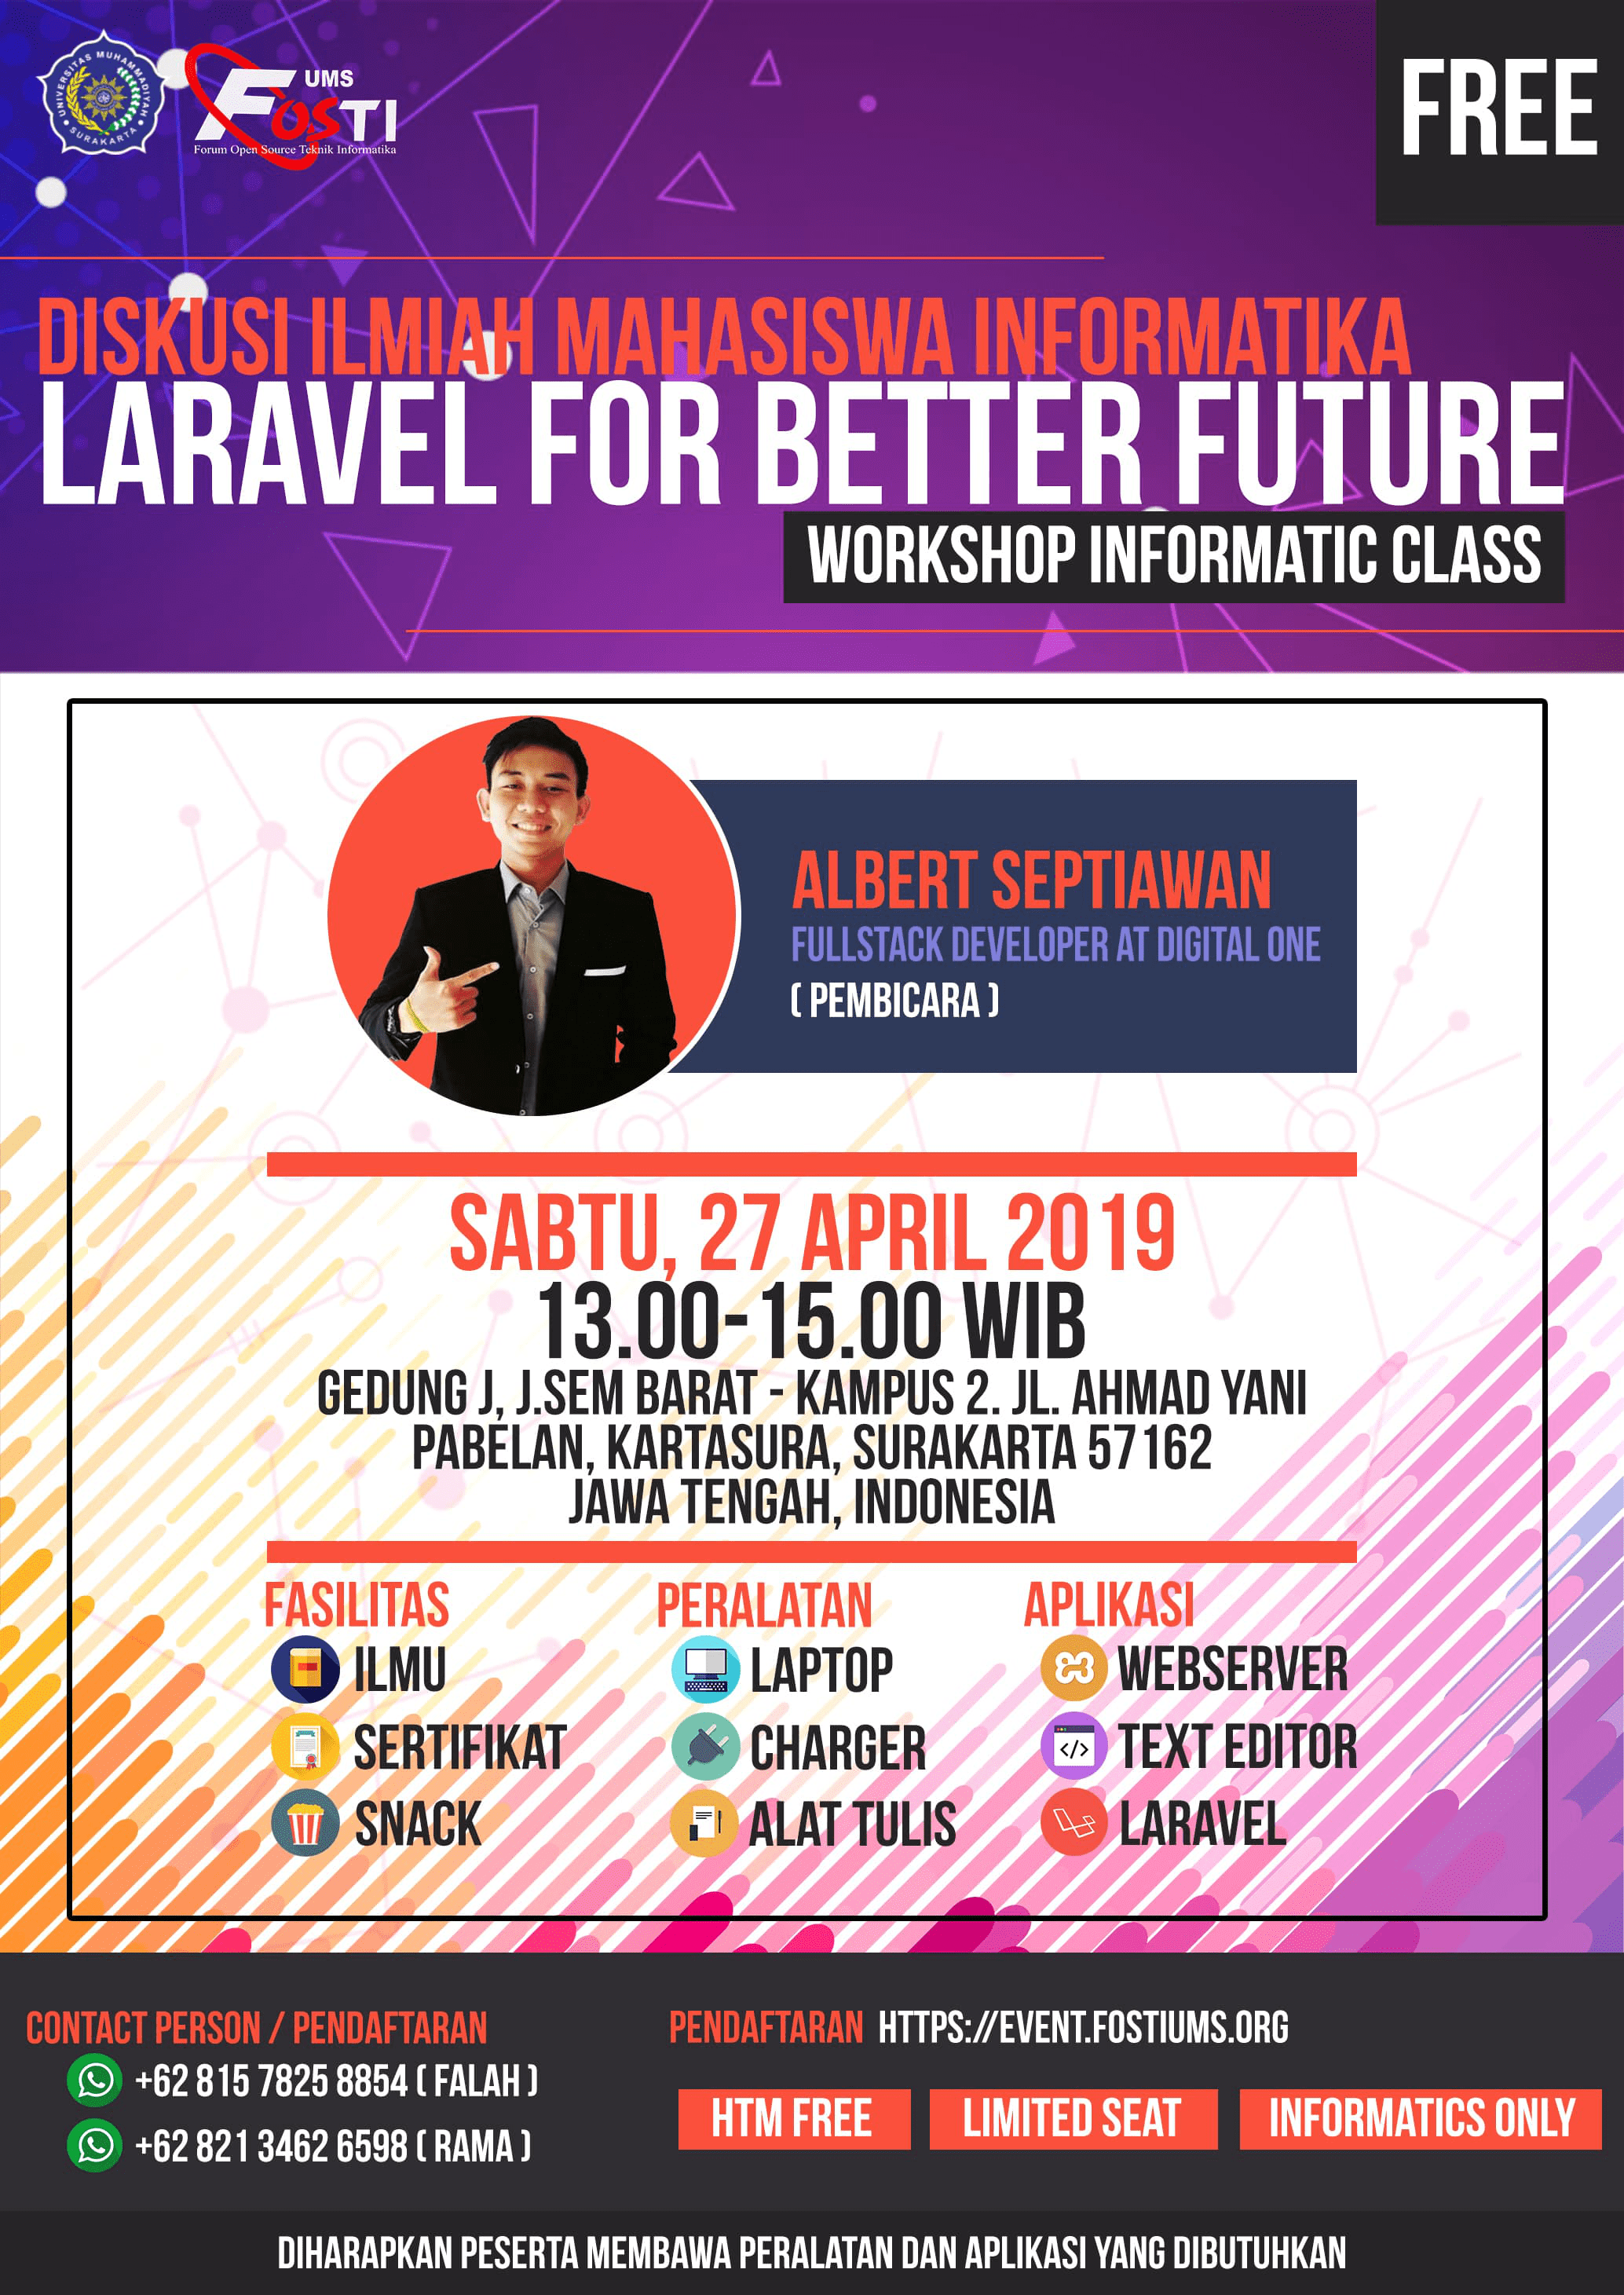 UNIVERSITAS MUHAMMADIYAH
SURAKARTA
UMS
FOSTI
Forum Open Source Teknik Informatika
FREE
DISKUSI ILMIAH MAHASISWA INFORMATIKA
LARAVEL FOR BETTER FUTURE
WORKSHOP INFORMATIC CLASS
ALBERT SEPTIAWAN
FULLSTACK DEVELOPER AT DIGITAL ONE
( PEMBICARA )
SABTU, 27 APRIL 2019
13.00-15.00 WIB
GEDUNG J, J.SEM BARAT - KAMPUS 2. JL. AHMAD YANI
PABELAN, KARTASURA, SURAKARTA 57162
JAWA TENGAH, INDONESIA
FASILITAS
ILMU
SERTIFIKAT
SNACK
PERALATAN
LAPTOP
CHARGER
ALAT TULIS
APLIKASI
WEBSERVER
</> TEXT EDITOR
LARAVEL
CONTACT PERSON / PENDAFTARAN
+62 815 7825 8854 ( FALAH )
+62 821 3462 6598 ( RAMA )
PENDAFTARAN HTTPS://EVENT.FOSTIUMS.ORG
HTM FREE
LIMITED SEAT
INFORMATICS ONLY
DIHARAPKAN PESERTA MEMBAWA PERALATAN DAN APLIKASI YANG DIBUTUHKAN